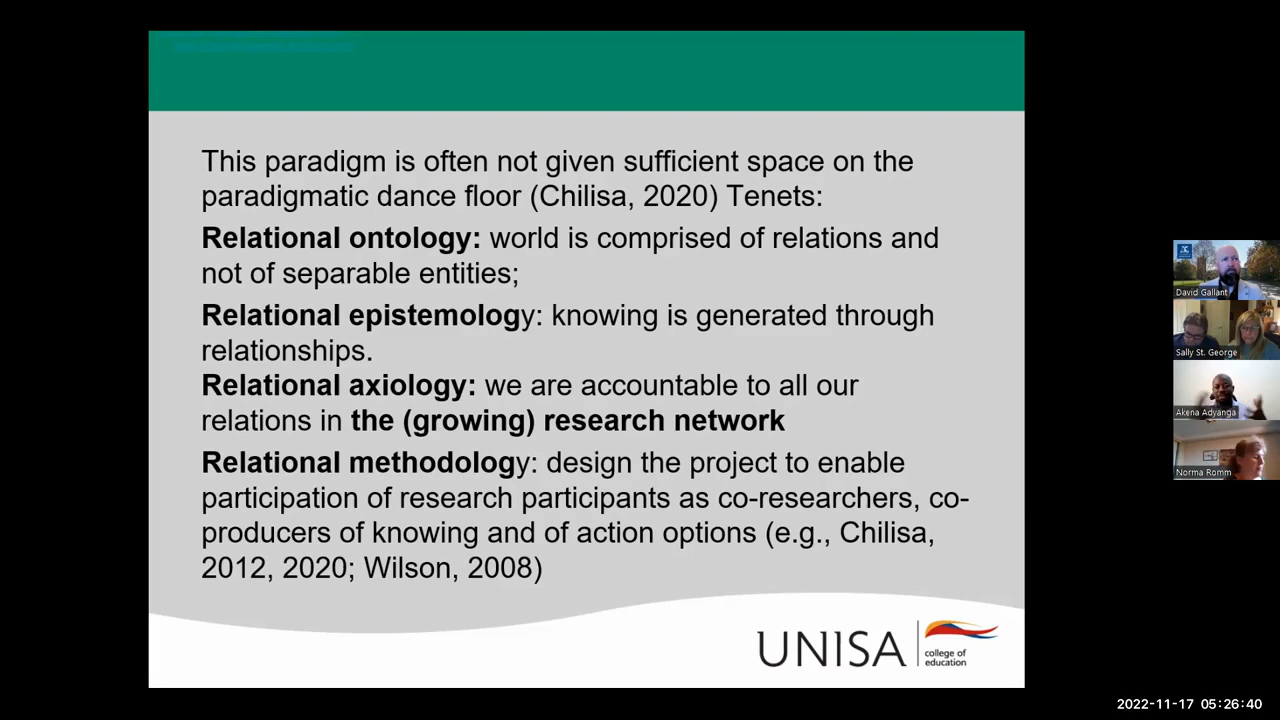 This paradigm is often not given sufficient space on the
paradigmatic dance floor (Chilisa, 2020) Tenets:
Relational ontology: world is comprised of relations and
not of separable entities;
Relational epistemology: knowing is generated through
relationships.
Relational axiology: we are accountable to all our
relations in the (growing) research network
Relational methodology: design the project to enable
participation of research participants as co-researchers, co-
producers of knowing and of action options (e.g., Chilisa,
2012, 2020; Wilson, 2008)
UNISA
college of
education
David Gallant
Sally St. George
Akena Adyanga
Norma Romm
2022-11-17 05:26:40